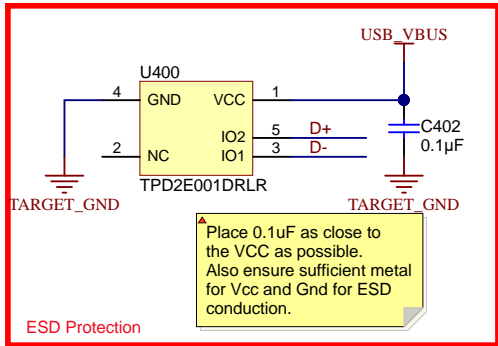 USB_VBUS
U400
4
GND
VCC
1
IO2
5
D+
2
NC
IO1
3
D-
C402
0.1µF
TPD2E001DRLR
TARGET_GND
TARGET_GND
Place 0.1uF as close to
the VCC as possible.
Also ensure sufficient metal
for Vcc and Gnd for ESD
conduction.
ESD Protection